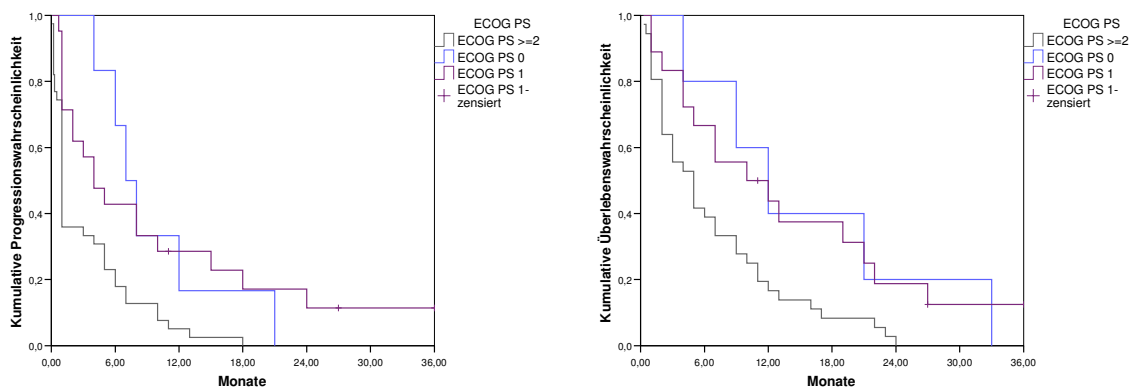 Kumulative Progressionswahrscheinlichkeit
1,0
0,8
0,6
0,4
0,2
0,0
0,00 6,00 12,00 18,00 24,00 30,00 36,00
Monate
ECOG PS
ECOG PS >=2
ECOG PS 0
ECOG PS 1
ECOG PS 1-
zensiert
Kumulative Überlebenswahrscheinlichkeit
1,0
0,8
0,6
0,4
0,2
0,0
0,00 6,00 12,00 18,00 24,00 30,00 36,00
Monate
ECOG PS
ECOG PS >=2
ECOG PS 0
ECOG PS 1
ECOG PS 1-
zensiert